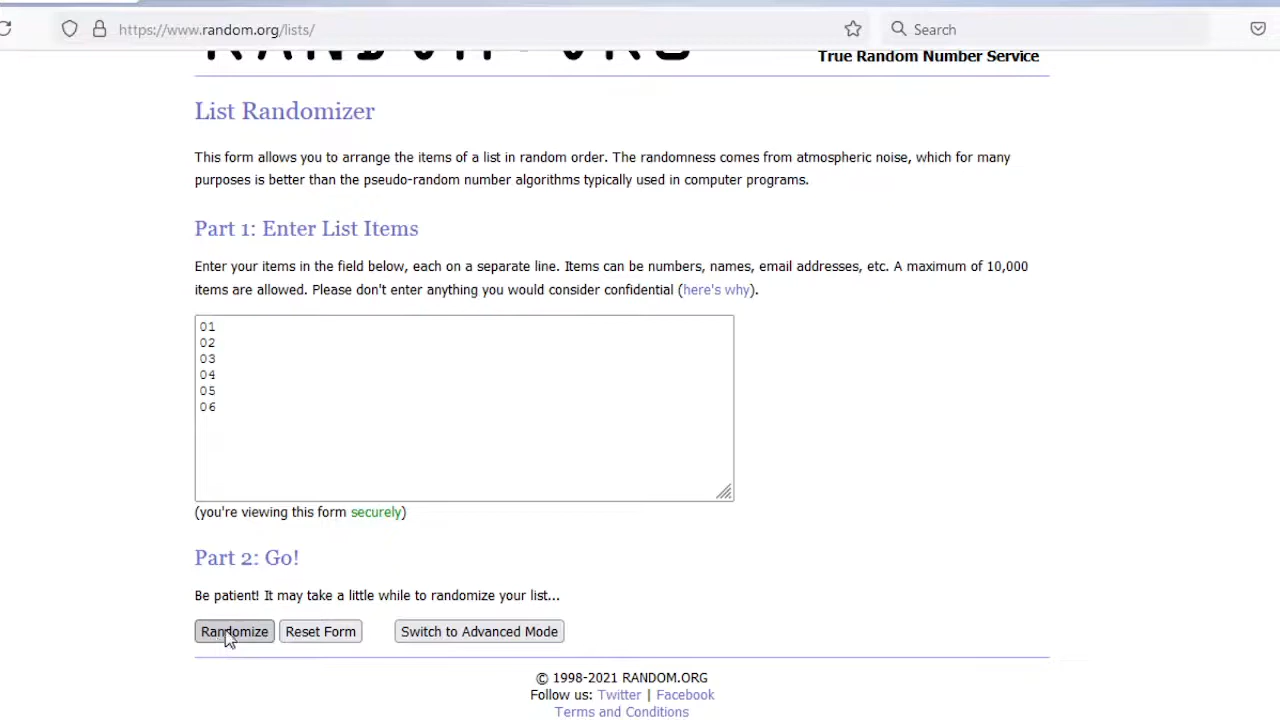 https://www.random.org/lists/
Search
RANDOM.ORG
True Random Number Service
List Randomizer
This form allows you to arrange the items of a list in random order. The randomness comes from atmospheric noise, which for many
purposes is better than the pseudo-random number algorithms typically used in computer programs.
Part 1: Enter List Items
Enter your items in the field below, each on a separate line. Items can be numbers, names, email addresses, etc. A maximum of 10,000
items are allowed. Please don't enter anything you would consider confidential (here's why).
01
02
03
04
05
06
(you're viewing this form securely)
Part 2: Go!
Be patient! It may take a little while to randomize your list...
Randomize Reset Form Switch to Advanced Mode
© 1998-2021 RANDOM.ORG
Follow us: Twitter | Facebook
Terms and Conditions